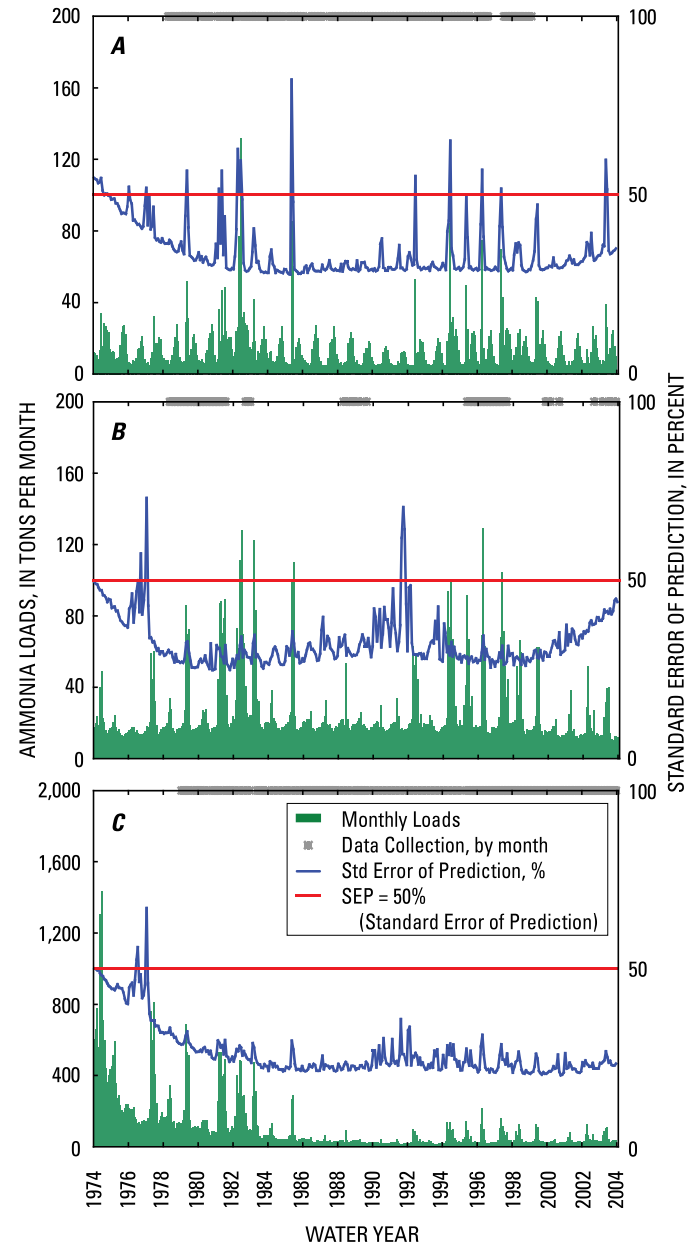 200
160
120
80
40
0
A
100
50
0
200
160
120
80
40
0
B
100
50
0
AMMONIA LOADS, IN TONS PER MONTH
STANDARD ERROR OF PREDICTION, IN PERCENT
2,000
1,600
1,200
800
400
0
C
100
50
0
Monthly Loads
Data Collection, by month
Std Error of Prediction, %
SEP = 50%
(Standard Error of Prediction)
1974 1976 1978 1980 1982 1984 1986 1988 1990 1992 1994 1996 1998 2000 2002 2004
WATER YEAR